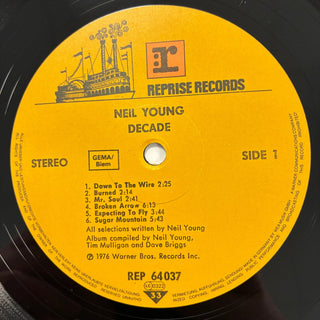 r
REPRISE RECORDS
NEIL YOUNG
DECADE
STEREO
GEMA/
Biem
SIDE 1
1 Down To The Wire 2:25
2 Burned 2:14
3 Mr. Soul 2:41
4 Broken Arrow 6:13
5 Expecting To Fly 3:44
6 Sugar Mountain 5:43
All selections written by Neil Young
Album compiled by Neil Young,
Tim Mulligan and Dave Briggs
℗ 1976 Warner Bros. Records Inc.
REP 64 037
33